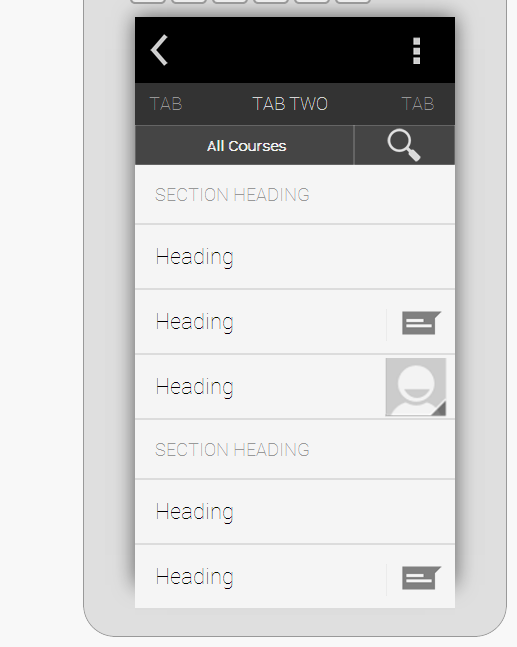 TAB TAB TWO TAB
All Courses
SECTION HEADING
Heading
Heading
Heading
SECTION HEADING
Heading
Heading